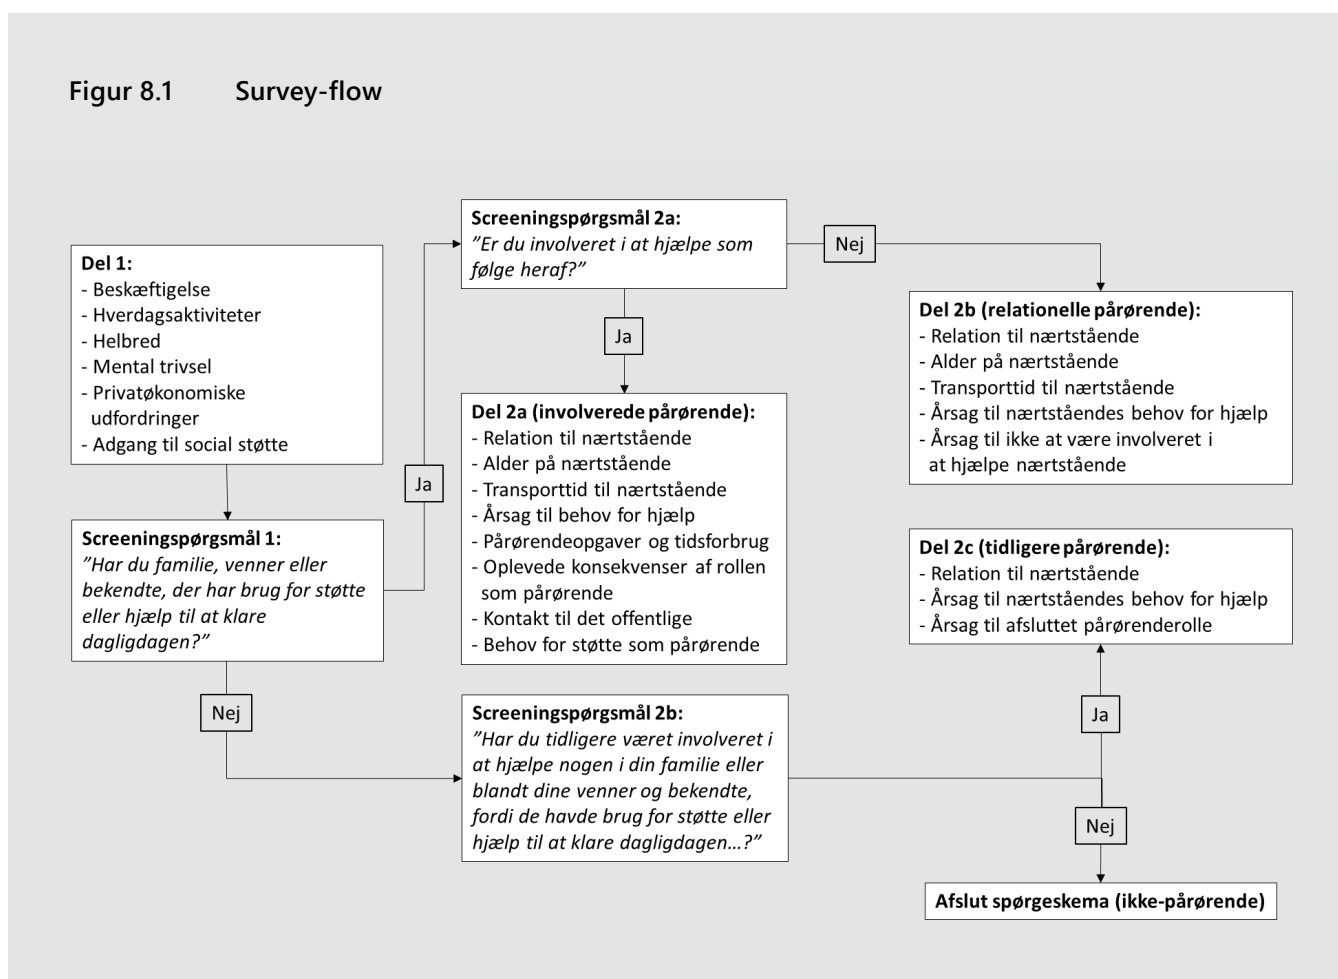 Figur 8.1 Survey-flow
Del 1:
- Beskæftigelse
- Hverdagsaktiviteter
- Helbred
- Mental trivsel
- Privatøkonomiske
udfordringer
- Adgang til social støtte
Screeningspørgsmål 1:
”Har du familie, venner eller
bekendte, der har brug for støtte
eller hjælp til at klare
dagligdagen?”
Ja
Nej
Screeningspørgsmål 2a:
”Er du involveret i at hjælpe som
følge heraf?”
Ja
Nej
Del 2a (involverede pårørende):
- Relation til nærtstående
- Alder på nærtstående
- Transporttid til nærtstående
- Årsag til behov for hjælp
- Pårørendeopgaver og tidsforbrug
- Oplevede konsekvenser af rollen
som pårørende
- Kontakt til det offentlige
- Behov for støtte som pårørende
Del 2b (relationelle pårørende):
- Relation til nærtstående
- Alder på nærtstående
- Transporttid til nærtstående
- Årsag til nærtståendes behov for hjælp
- Årsag til ikke at være involveret i
at hjælpe nærtstående
Screeningspørgsmål 2b:
”Har du tidligere været involveret i
at hjælpe nogen i din familie eller
blandt dine venner og bekendte,
fordi de havde brug for støtte eller
hjælp til at klare dagligdagen…?”
Del 2c (tidligere pårørende):
- Relation til nærtstående
- Årsag til nærtståendes behov for hjælp
- Årsag til afsluttet pårørenderolle
Ja
Nej
Afslut spørgeskema (ikke-pårørende)